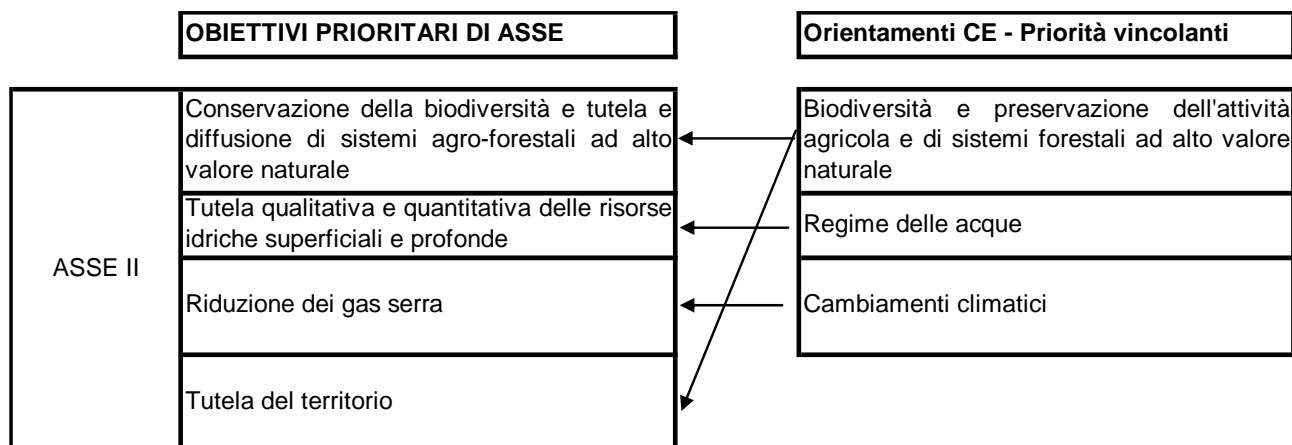 OBIETTIVI PRIORITARI DI ASSE
Orientamenti CE - Priorità vincolanti
ASSE II
Conservazione della biodiversità e tutela e
diffusione di sistemi agro-forestali ad alto
valore naturale
Biodiversità e preservazione dell'attività
agricola e di sistemi forestali ad alto valore
naturale
Tutela qualitativa e quantitativa delle risorse
idriche superficiali e profonde
Regime delle acque
Riduzione dei gas serra
Cambiamenti climatici
Tutela del territorio